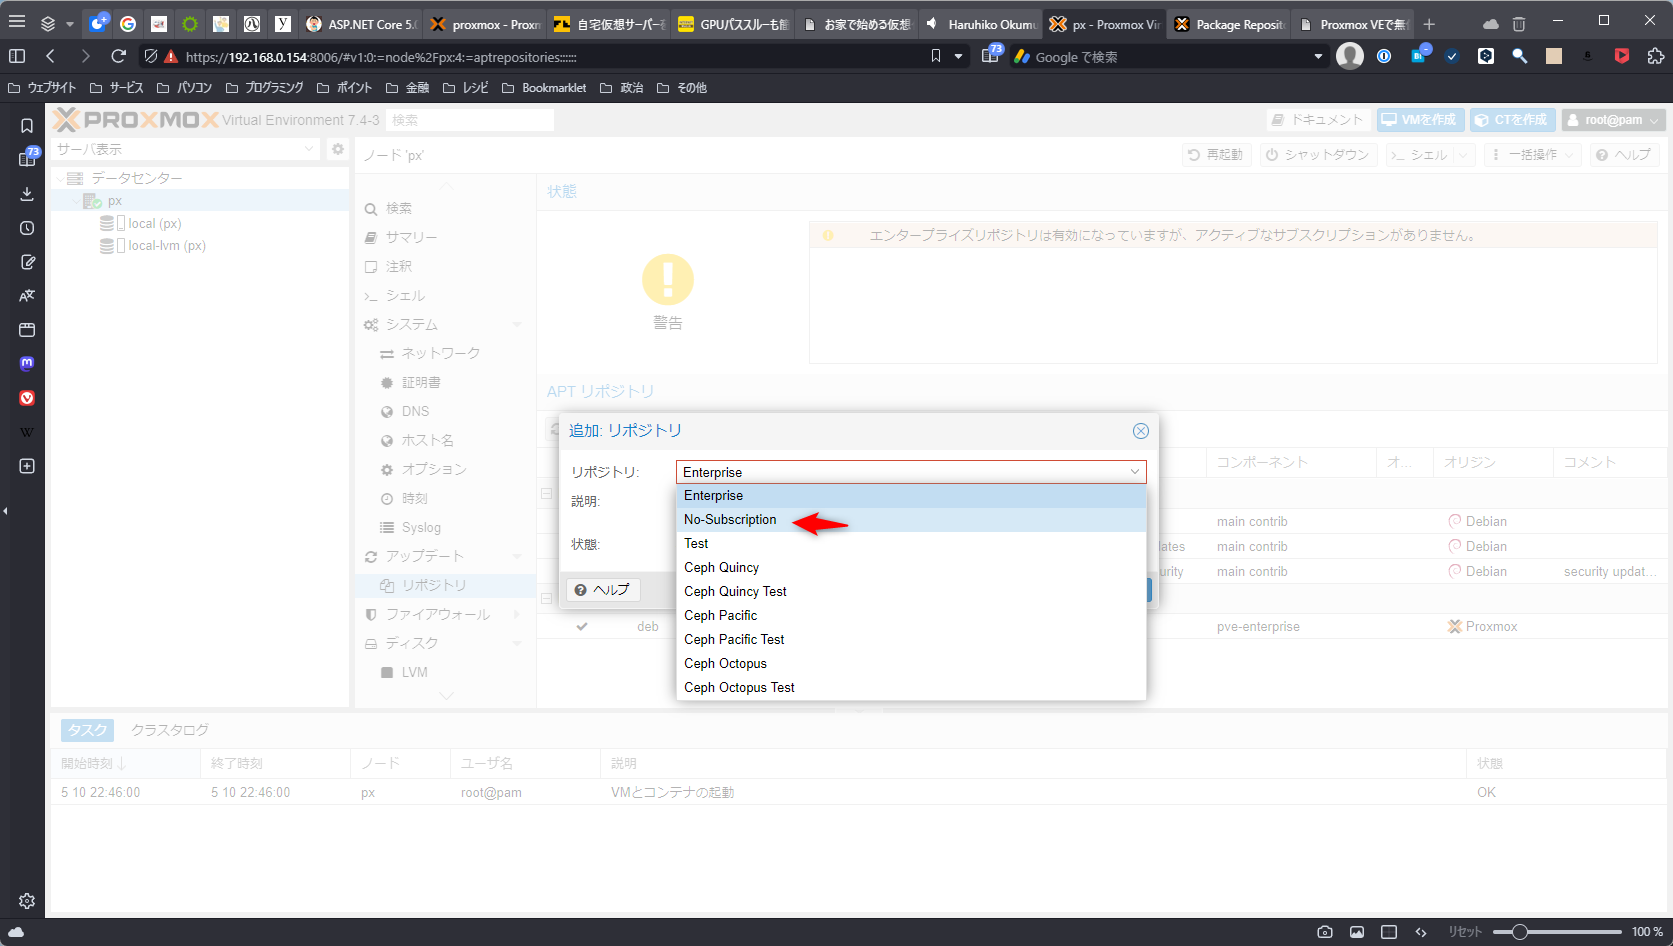 ASP.NET Core 5.
proxmox - Proxm
自宅仮想サーバーを
GPUパススルーも簡
お家で始める仮想
Haruhiko Okumu
px - Proxmox Vir
Package Reposito
Proxmox VEで無
https://192.168.0.154:8006/#v1:0:=node%2Fpx:4:=aptrepositories::::::
73
Google で検索
ウェブサイト
サービス
パソコン
プログラミング
ポイント
金融
レシピ
Bookmarklet
政治
その他
PROXMOX Virtual Environment 7.4-3
検索
ドキュメント
VMを作成
CTを作成
root@pam
サーバ表示
ノード 'px'
再起動
シャットダウン
シェル
一括操作
ヘルプ
73
データセンター
px
local (px)
local-lvm (px)
検索
サマリー
注釈
シェル
システム
ネットワーク
証明書
DNS
ホスト名
オプション
時刻
Syslog
アップデート
リポジトリ
ファイアウォール
ディスク
LVM
状態
警告
エンタープライズリポジトリは有効になっていますが、アクティブなサブスクリプションがありません。
APT リポジトリ
コンポーネント
オ...
オリジン
コメント
main contrib
Debian
lates
main contrib
Debian
urity
main contrib
Debian
security updat...
deb
pve-enterprise
Proxmox
追加: リポジトリ
リポジトリ:
Enterprise
説明:
状態:
ヘルプ
Enterprise
No-Subscription
Test
Ceph Quincy
Ceph Quincy Test
Ceph Pacific
Ceph Pacific Test
Ceph Octopus
Ceph Octopus Test
タスク
クラスタログ
開始時刻
終了時刻
ノード
ユーザ名
説明
状態
5 10 22:46:00
5 10 22:46:00
px
root@pam
VMとコンテナの起動
OK
リセット
100 %